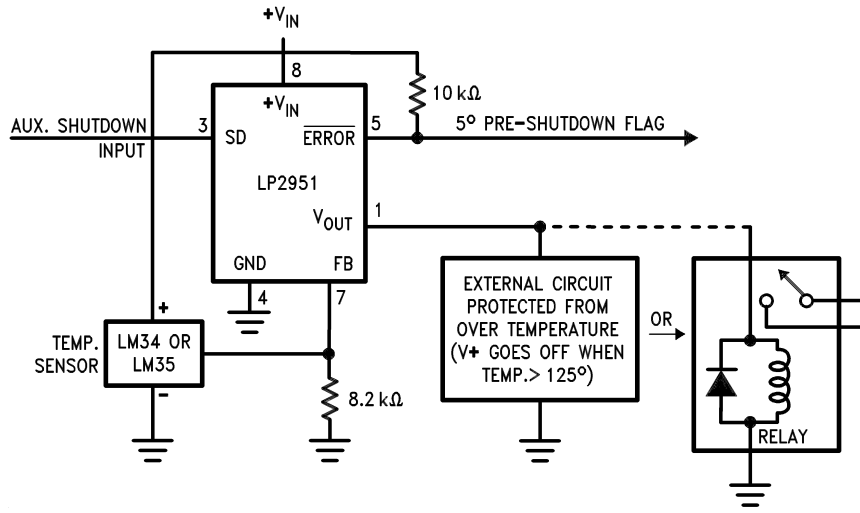 +VIN
8
+VIN
10 kΩ
AUX. SHUTDOWN
INPUT
3
SD
ERROR
5
5º PRE-SHUTDOWN FLAG
LP2951
VOUT
1
GND
FB
4
7
+
TEMP.
SENSOR
LM34 OR
LM35
-
8.2 kΩ
EXTERNAL CIRCUIT
PROTECTED FROM
OVER TEMPERATURE
(V+ GOES OFF WHEN
TEMP.> 125º)
OR
RELAY